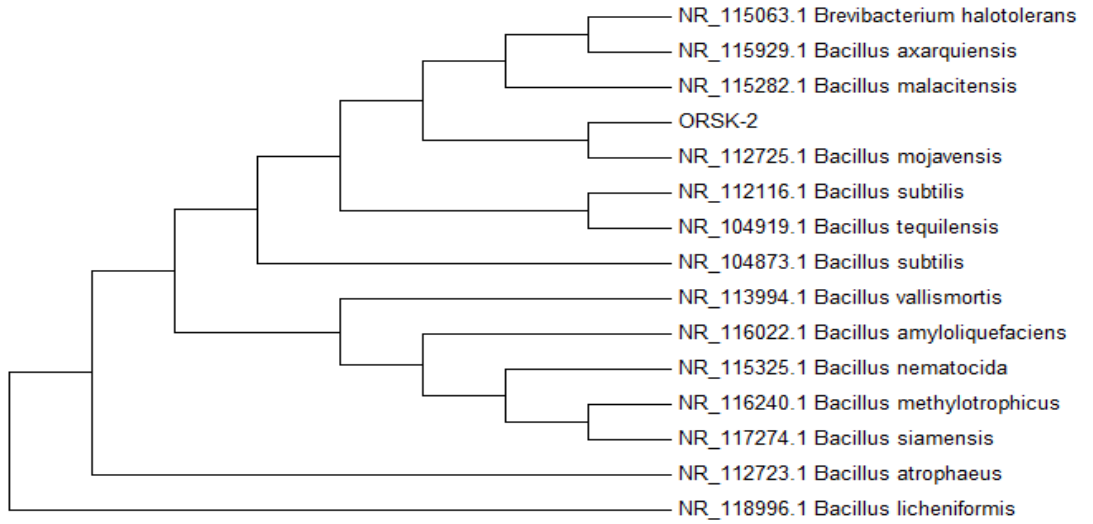 NR_115063.1 Brevibacterium halotolerans
NR_115929.1 Bacillus axarquiensis
NR_115282.1 Bacillus malacitensis
ORSK-2
NR_112725.1 Bacillus mojavensis
NR_112116.1 Bacillus subtilis
NR_104919.1 Bacillus tequilensis
NR_104873.1 Bacillus subtilis
NR_113994.1 Bacillus vallismortis
NR_116022.1 Bacillus amyloliquefaciens
NR_115325.1 Bacillus nematocida
NR_116240.1 Bacillus methylotrophicus
NR_117274.1 Bacillus siamensis
NR_112723.1 Bacillus atrophaeus
NR_118996.1 Bacillus licheniformis